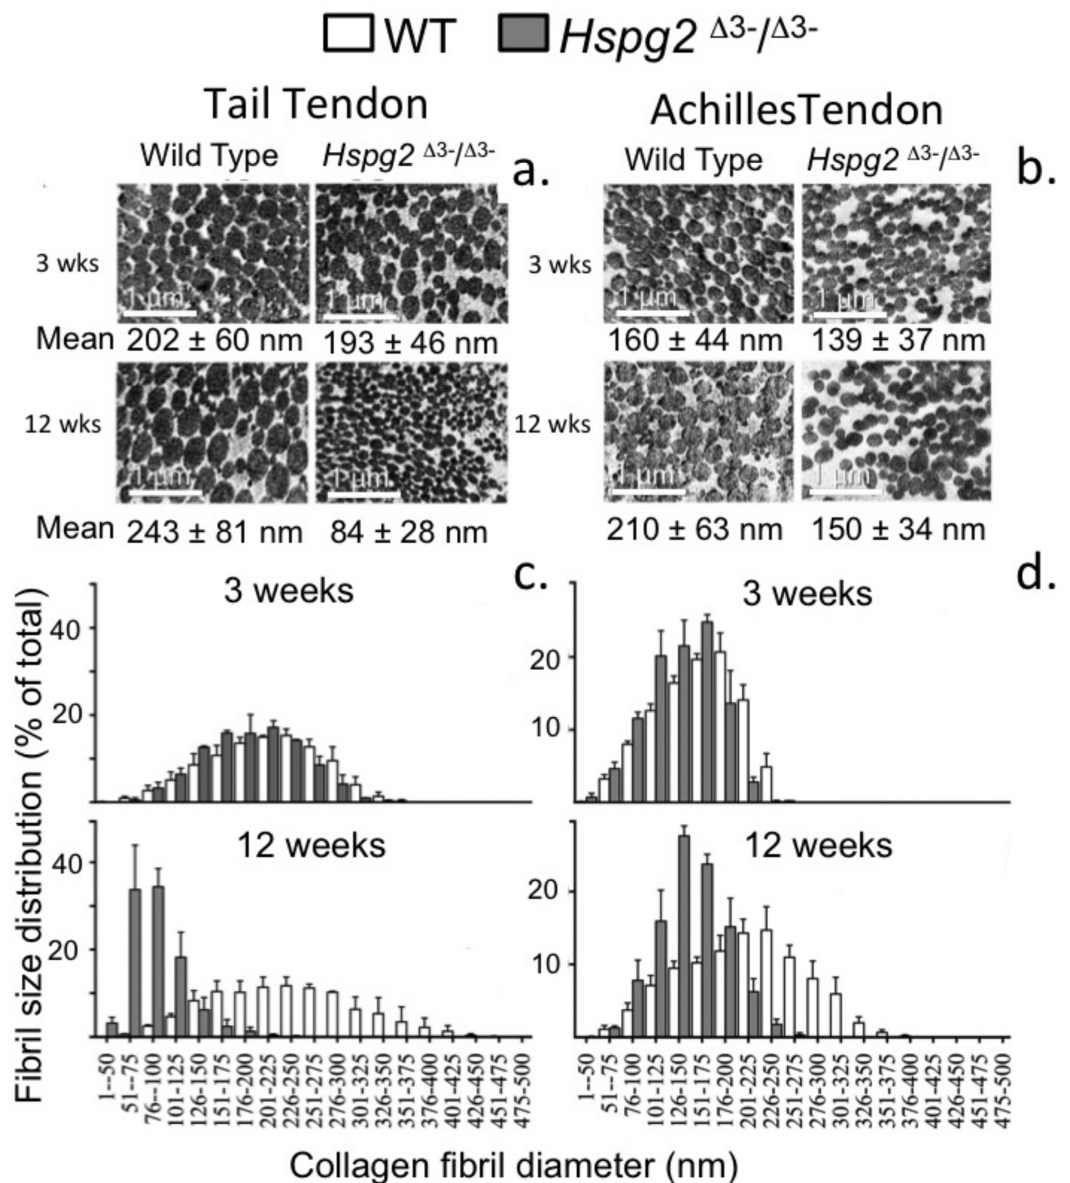 WT Hspg2 Δ3-/Δ3-
Tail Tendon
AchillesTendon
Wild Type Hspg2 Δ3-/Δ3- a.
Wild Type Hspg2 Δ3-/Δ3- b.
3 wks
1 μm 1 μm
3 wks
1 μm 1 μm
Mean 202 ± 60 nm 193 ± 46 nm
160 ± 44 nm 139 ± 37 nm
12 wks
1 μm 1 μm
12 wks
1 μm 1 μm
Mean 243 ± 81 nm 84 ± 28 nm
210 ± 63 nm 150 ± 34 nm
Fibril size distribution (% of total)
c.
3 weeks
40
20
12 weeks
40
20
1--50
51--75
76--100
101-125
126-150
151-175
176-200
201-225
226-250
251-275
276-300
301-325
326-350
351-375
376-400
401-425
426-450
451-475
475-500
d.
3 weeks
20
10
12 weeks
20
10
1--50
51--75
76-100
101-125
126-150
151-175
176-200
201-225
226-250
251-275
276-300
301-325
326-350
351-375
376-400
401-425
426-450
451-475
475-500
Collagen fibril diameter (nm)